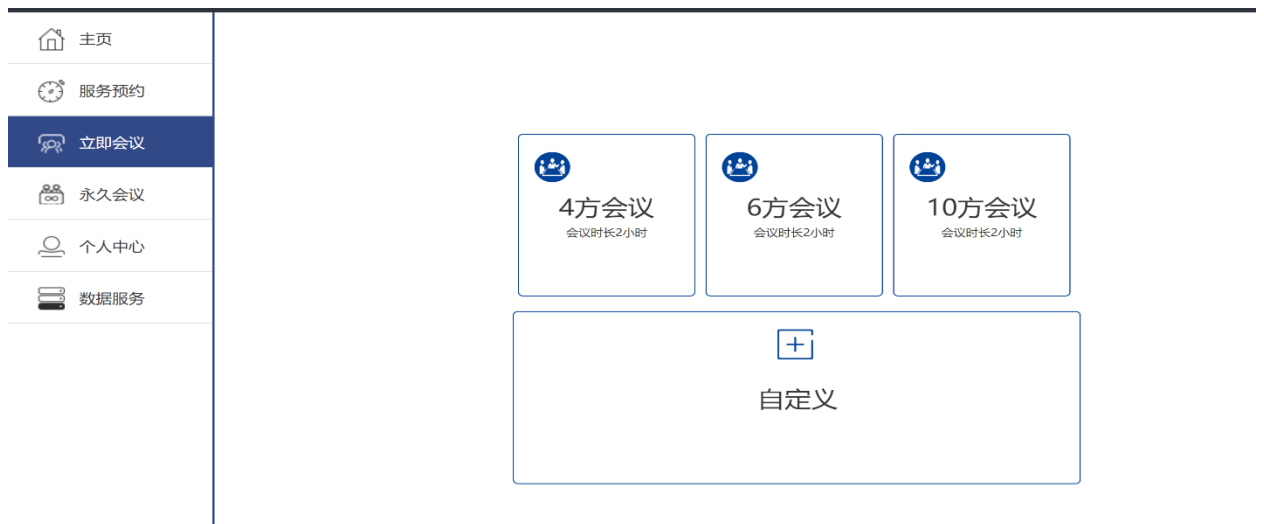 主页
服务预约
立即会议
永久会议
个人中心
数据服务
4方会议
会议时长2小时
6方会议
会议时长2小时
10方会议
会议时长2小时
自定义